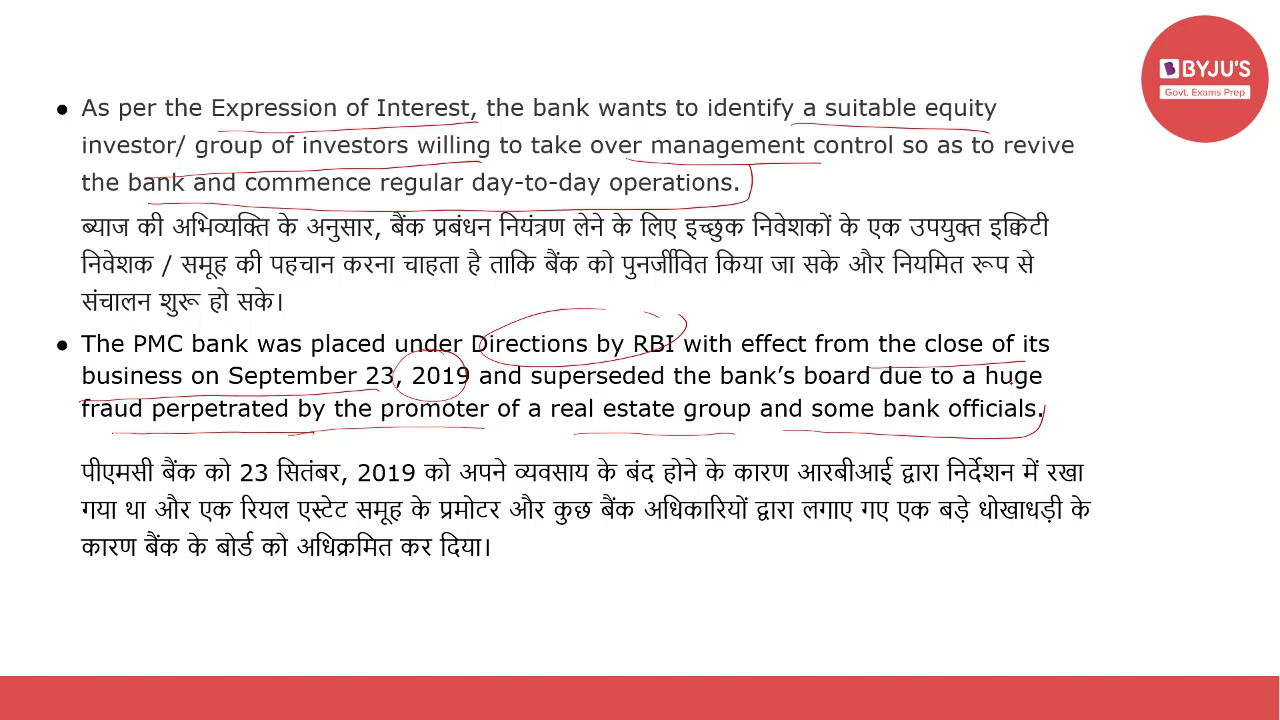 BYJU'S
Govt. Exams Prep
● As per the Expression of Interest, the bank wants to identify a suitable equity
investor/ group of investors willing to take over management control so as to revive
the bank and commence regular day-to-day operations.
ब्याज की अभिव्यक्ति के अनुसार, बैंक प्रबंधन नियंत्रण लेने के लिए इच्छुक निवेशकों के एक उपयुक्त इक्विटी
निवेशक / समूह की पहचान करना चाहता है ताकि बैंक को पुनर्जीवित किया जा सके और नियमित रूप से
संचालन शुरू हो सके।
● The PMC bank was placed under Directions by RBI with effect from the close of its
business on September 23, 2019 and superseded the bank’s board due to a huge
fraud perpetrated by the promoter of a real estate group and some bank officials.
पीएमसी बैंक को 23 सितंबर, 2019 को अपने व्यवसाय के बंद होने के कारण आरबीआई द्वारा निर्देशन में रखा
गया था और एक रियल एस्टेट समूह के प्रमोटर और कुछ बैंक अधिकारियों द्वारा लगाए गए एक बड़े धोखाधड़ी के
कारण बैंक के बोर्ड को अधिक्रमित कर दिया।